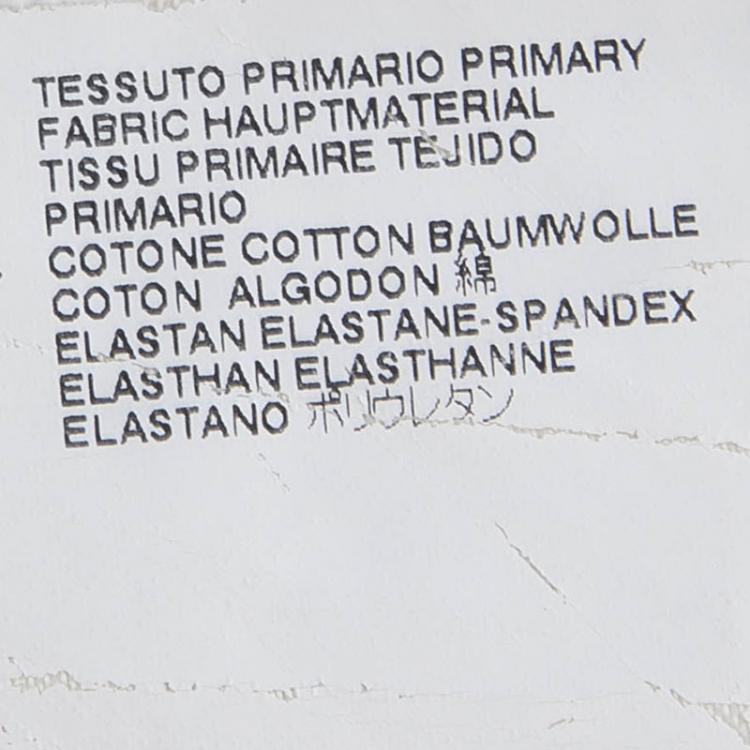 TESSUTO PRIMARIO PRIMARY
FABRIC HAUPTMATERIAL
TISSU PRIMAIRE TEJIDO
PRIMARIO
COTONE COTTON BAUMWOLLE
COTON ALGODON 綿
ELASTAN ELASTANE-SPANDEX
ELASTHAN ELASTHANNE
ELASTANO ポリウレタン